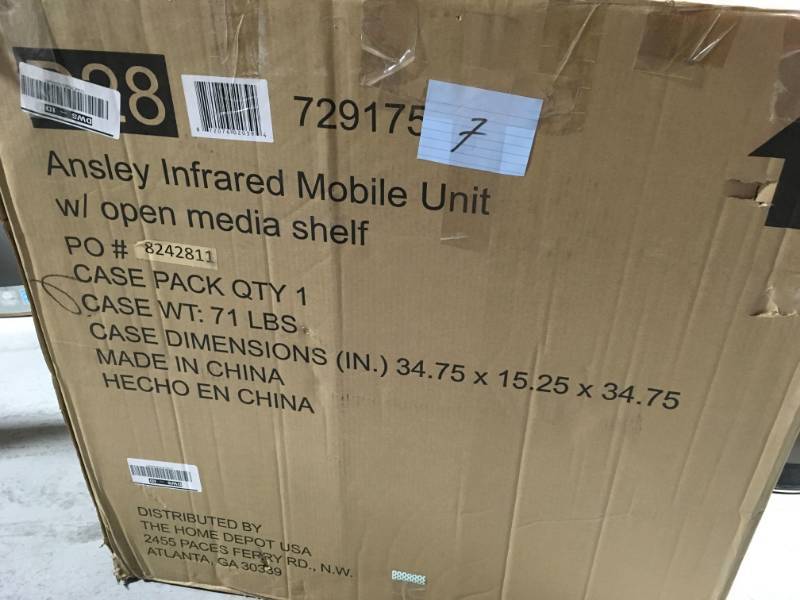 28
729175
7
Ansley Infrared Mobile Unit
w/ open media shelf
PO # 8242811
CASE PACK QTY 1
CASE WT: 71 LBS
CASE DIMENSIONS (IN.) 34.75 x 15.25 x 34.75
MADE IN CHINA
HECHO EN CHINA
DISTRIBUTED BY
THE HOME DEPOT USA
2455 PACES FERRY RD., N.W.
ATLANTA, GA 30339